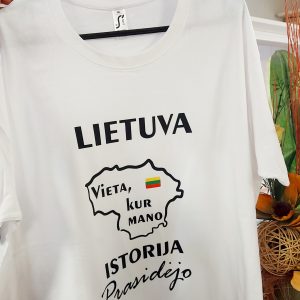 LIETUVA
VIETA,
KUR
MANO
ISTORIJA
Prasidėjo